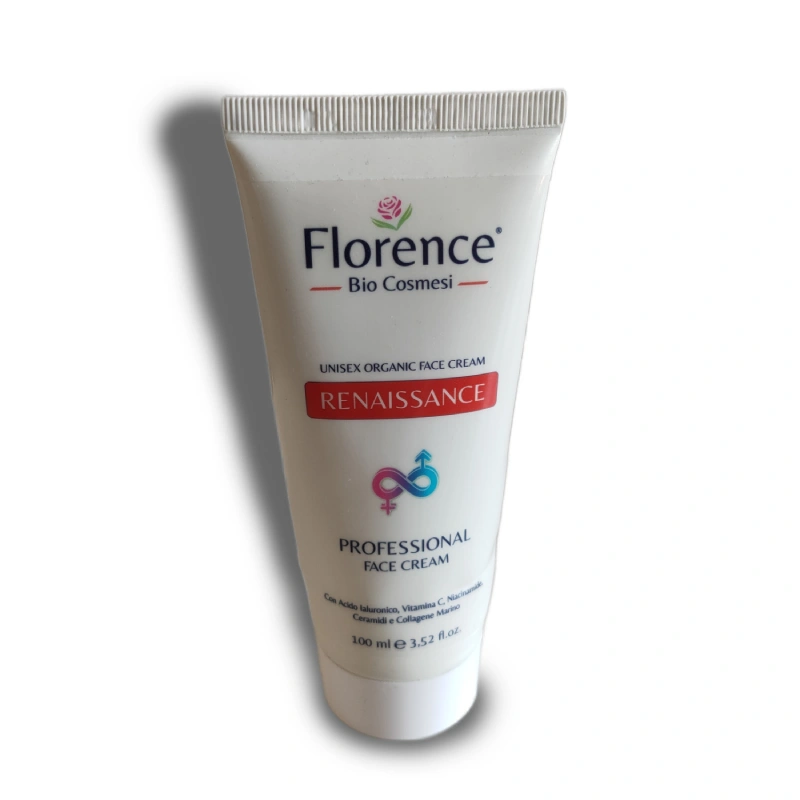 Florence®
Bio Cosmesi
UNISEX ORGANIC FACE CREAM
RENAISSANCE
PROFESSIONAL
FACE CREAM
Con Acido Ialuronico, Vitamina C, Niacinamide,
Ceramidi e Collagene Marino
100 ml ℮ 3,52 fl.oz.